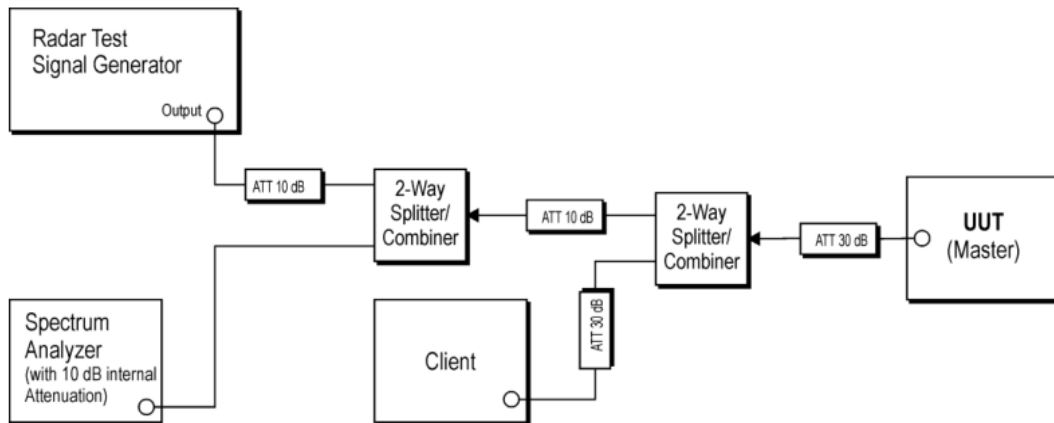 Radar Test
Signal Generator
Output
ATT 10 dB
2-Way
Splitter/
Combiner
ATT 10 dB
2-Way
Splitter/
Combiner
ATT 30 dB
UUT
(Master)
Spectrum
Analyzer
(with 10 dB internal
Attenuation)
Client
ATT 30 dB